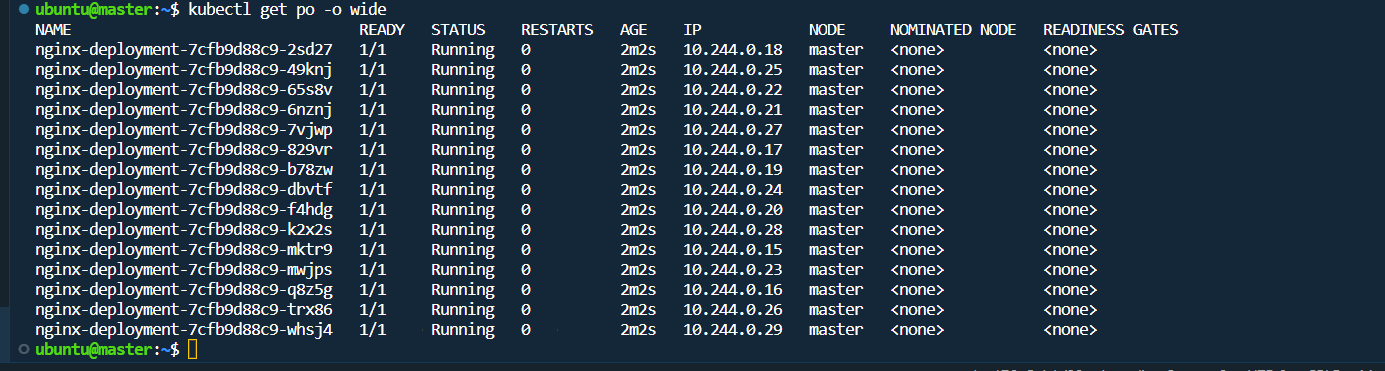 ubuntu@master:~$ kubectl get po -o wide
NAME READY STATUS RESTARTS AGE IP NODE NOMINATED NODE READINESS GATES
nginx-deployment-7cfb9d88c9-2sd27 1/1 Running 0 2m2s 10.244.0.18 master <none> <none>
nginx-deployment-7cfb9d88c9-49knj 1/1 Running 0 2m2s 10.244.0.25 master <none> <none>
nginx-deployment-7cfb9d88c9-65s8v 1/1 Running 0 2m2s 10.244.0.22 master <none> <none>
nginx-deployment-7cfb9d88c9-6nznj 1/1 Running 0 2m2s 10.244.0.21 master <none> <none>
nginx-deployment-7cfb9d88c9-7vjwp 1/1 Running 0 2m2s 10.244.0.27 master <none> <none>
nginx-deployment-7cfb9d88c9-829vr 1/1 Running 0 2m2s 10.244.0.17 master <none> <none>
nginx-deployment-7cfb9d88c9-b78zw 1/1 Running 0 2m2s 10.244.0.19 master <none> <none>
nginx-deployment-7cfb9d88c9-dbvtf 1/1 Running 0 2m2s 10.244.0.24 master <none> <none>
nginx-deployment-7cfb9d88c9-f4hdg 1/1 Running 0 2m2s 10.244.0.20 master <none> <none>
nginx-deployment-7cfb9d88c9-k2x2s 1/1 Running 0 2m2s 10.244.0.28 master <none> <none>
nginx-deployment-7cfb9d88c9-mktr9 1/1 Running 0 2m2s 10.244.0.15 master <none> <none>
nginx-deployment-7cfb9d88c9-mwjps 1/1 Running 0 2m2s 10.244.0.23 master <none> <none>
nginx-deployment-7cfb9d88c9-q8z5g 1/1 Running 0 2m2s 10.244.0.16 master <none> <none>
nginx-deployment-7cfb9d88c9-trx86 1/1 Running 0 2m2s 10.244.0.26 master <none> <none>
nginx-deployment-7cfb9d88c9-whsj4 1/1 Running 0 2m2s 10.244.0.29 master <none> <none>
ubuntu@master:~$